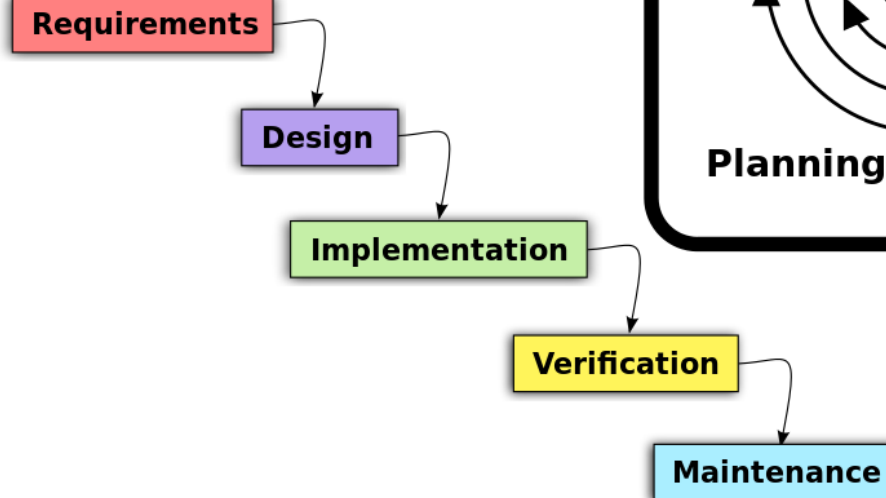 Requirements
Design
Planning
Implementation
Verification
Maintenance